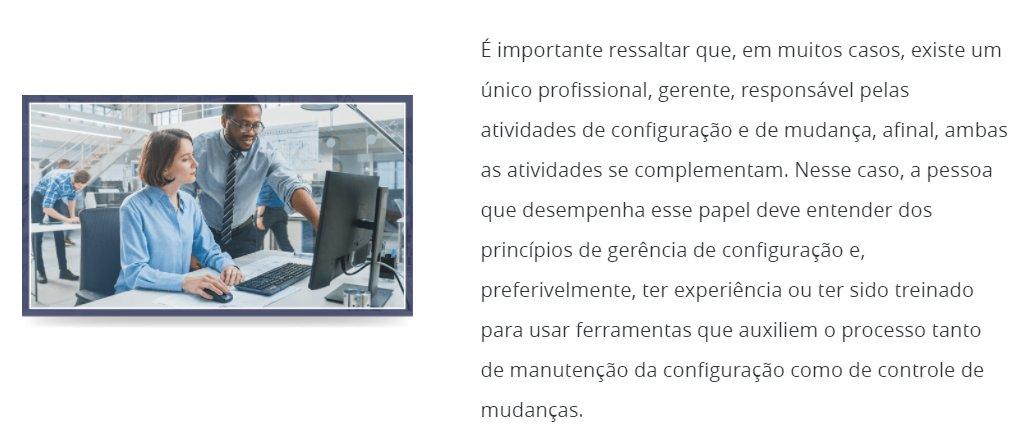 É importante ressaltar que, em muitos casos, existe um
único profissional, gerente, responsável pelas
atividades de configuração e de mudança, afinal, ambas
as atividades se complementam. Nesse caso, a pessoa
que desempenha esse papel deve entender dos
princípios de gerência de configuração e,
preferivelmente, ter experiência ou ter sido treinado
para usar ferramentas que auxiliem o processo tanto
de manutenção da configuração como de controle de
mudanças.